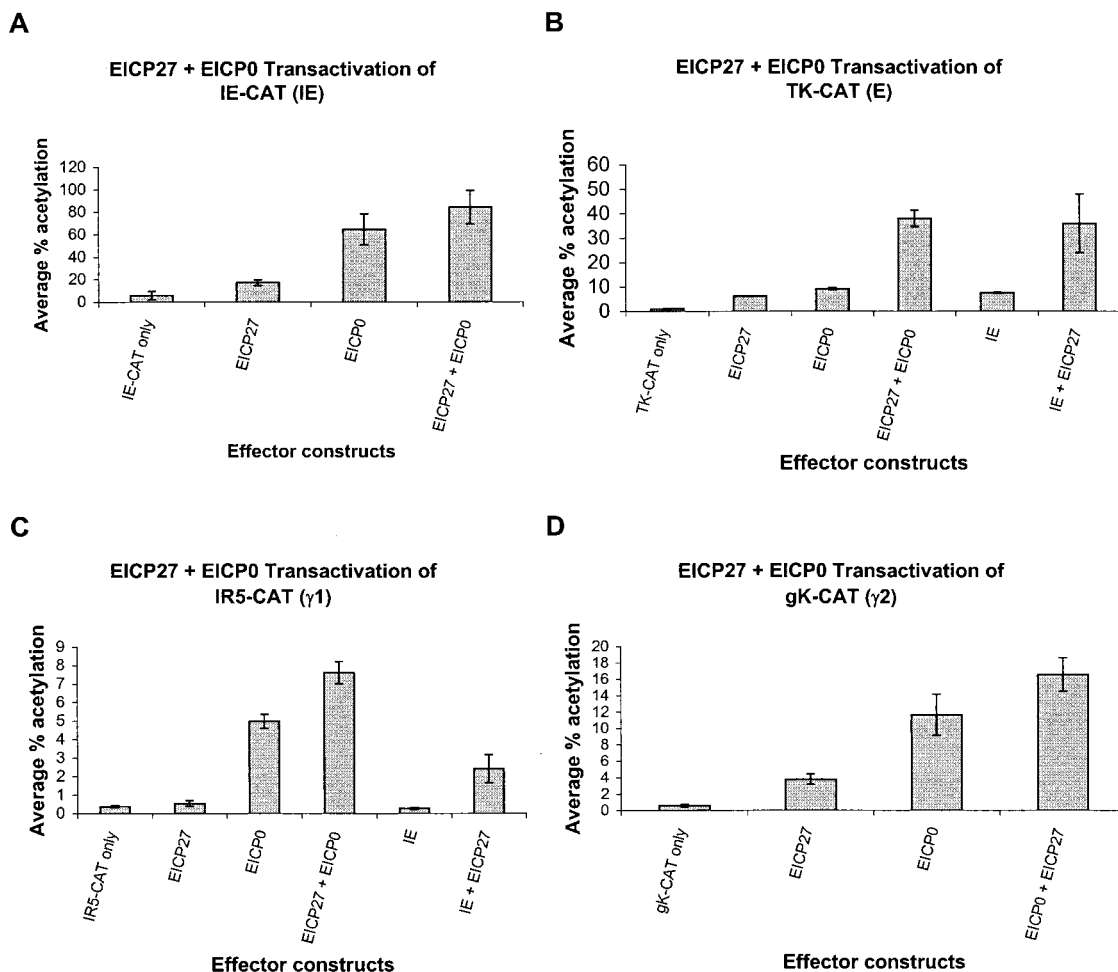 A
EICP27 + EICP0 Transactivation of
IE-CAT (IE)
Average % acetylation
120
100
80
60
40
20
0
IE-CAT only
EICP27
EICP0
EICP27 + EICP0
Effector constructs
B
EICP27 + EICP0 Transactivation of
TK-CAT (E)
Average % acetylation
60
50
40
30
20
10
0
TK-CAT only
EICP27
EICP0
EICP27 + EICP0
IE
IE + EICP27
Effector constructs
C
EICP27 + EICP0 Transactivation of
IR5-CAT (γ1)
Average % acetylation
9
8
7
6
5
4
3
2
1
0
IR5-CAT only
EICP27
EICP0
EICP27 + EICP0
IE
IE + EICP27
Effector constructs
D
EICP27 + EICP0 Transactivation of
gK-CAT (γ2)
Average % acetylation
20
18
16
14
12
10
8
6
4
2
0
gK-CAT only
EICP27
EICP0
EICP0 + EICP27
Effector constructs